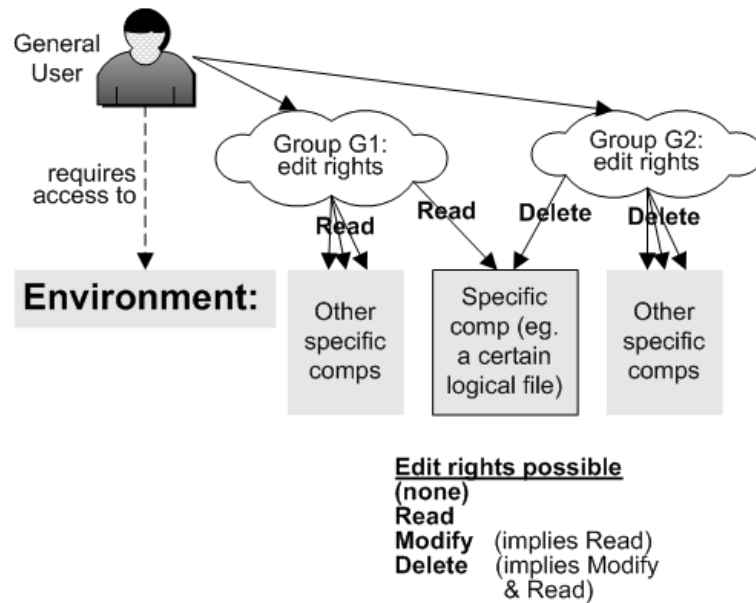 General
User
Group G1:
edit rights
Group G2:
edit rights
requires
access to
Read
Read
Delete
Delete
Environment:
Other
specific
comps
Specific
comp (eg.
a certain
logical file)
Other
specific
comps
Edit rights possible
(none)
Read
Modify (implies Read)
Delete (implies Modify
& Read)